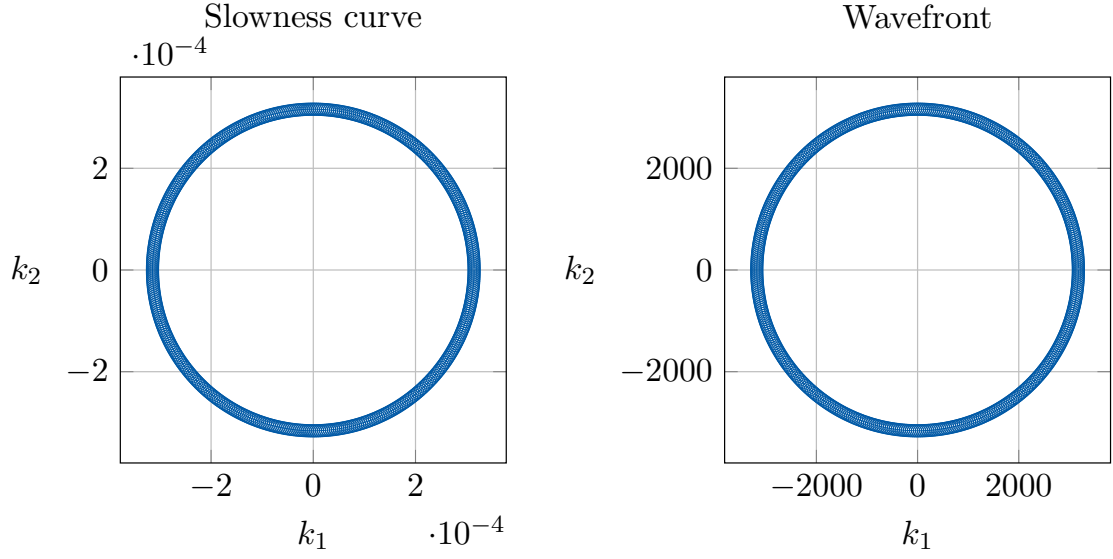 Slowness curve
·10⁻⁴
2
0
−2
k₂
−2 0 2
·10⁻⁴
k₁
Wavefront
2000
0
−2000
k₂
−2000 0 2000
k₁